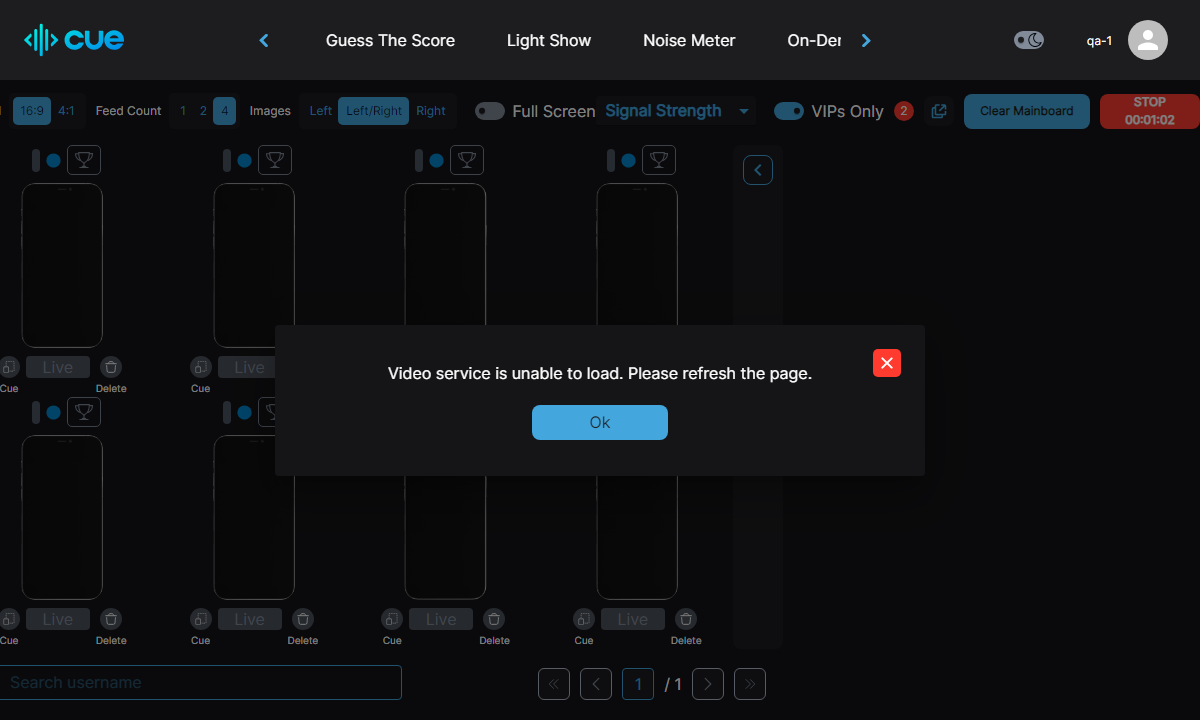 cue
Guess The Score
Light Show
Noise Meter
On-Der
qa-1
16:9
4:1
Feed Count
1
2
4
Images
Left
Left/Right
Right
Full Screen
Signal Strength
VIPs Only
2
Clear Mainboard
STOP
00:01:02
Live
Live
Cue
Delete
Cue
Video service is unable to load. Please refresh the page.
Ok
Live
Live
Live
Live
Cue
Delete
Cue
Delete
Cue
Delete
Cue
Delete
Search username
1
/ 1